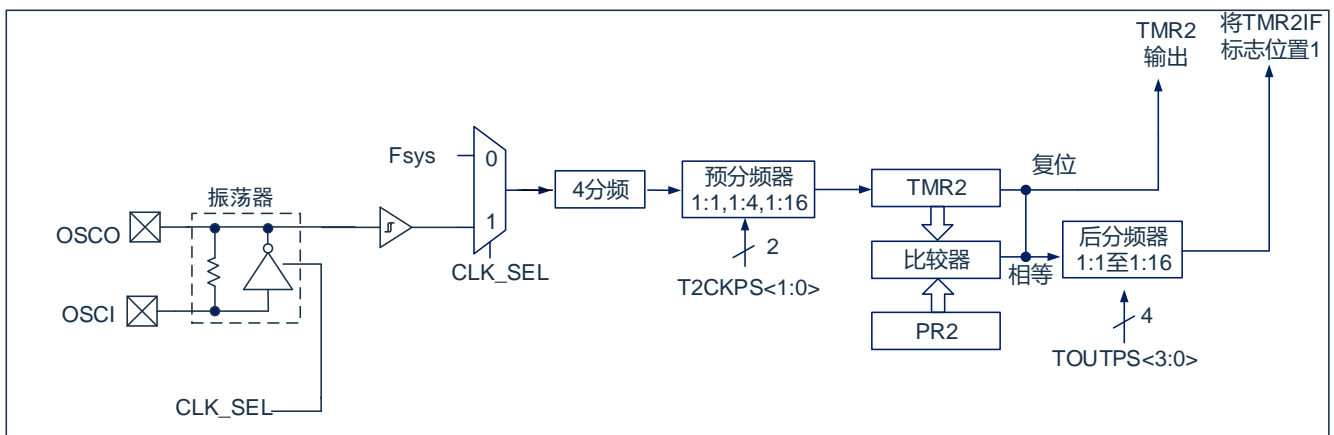 TMR2
输出
将TMR2IF
标志位置1
Fsys
0
1
CLK_SEL
4分频
预分频器
1:1,1:4,1:16
2
T2CKPS<1:0>
TMR2
复位
比较器
相等
PR2
后分频器
1:1至1:16
4
TOUTPS<3:0>
振荡器
OSCO
OSCI
CLK_SEL